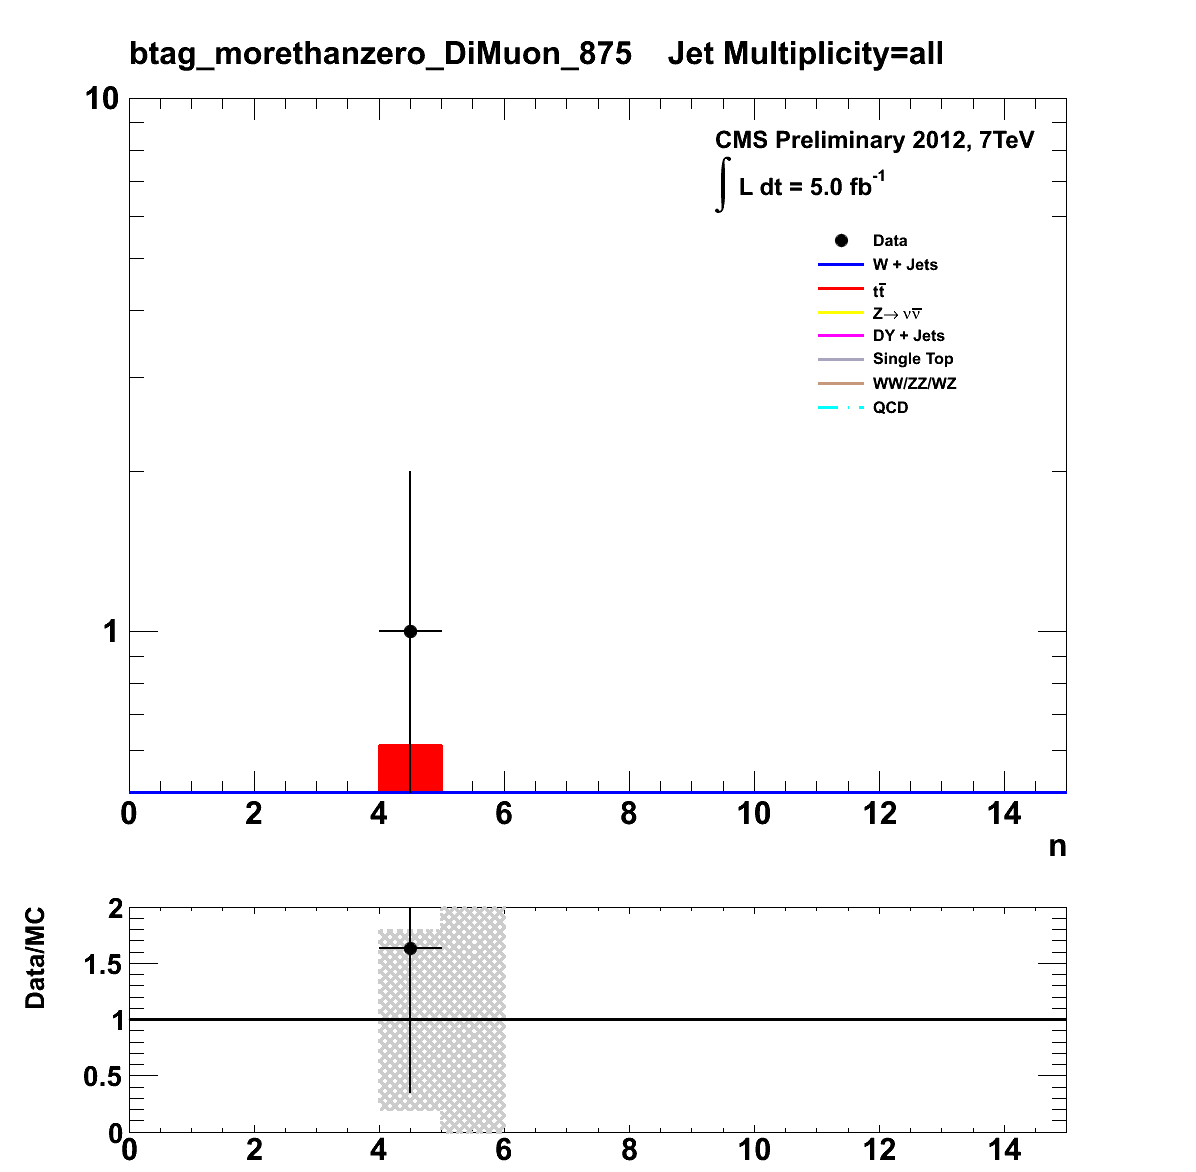 btag_morethanzero_DiMuon_875 Jet Multiplicity=all
10
CMS Preliminary 2012, 7TeV
∫ L dt = 5.0 fb⁻¹
Data
W + Jets
tt̅
Z→ νν̅
DY + Jets
Single Top
WW/ZZ/WZ
QCD
1
0 2 4 6 8 10 12 14
n
Data/MC
2
1.5
1
0.5
0
0 2 4 6 8 10 12 14